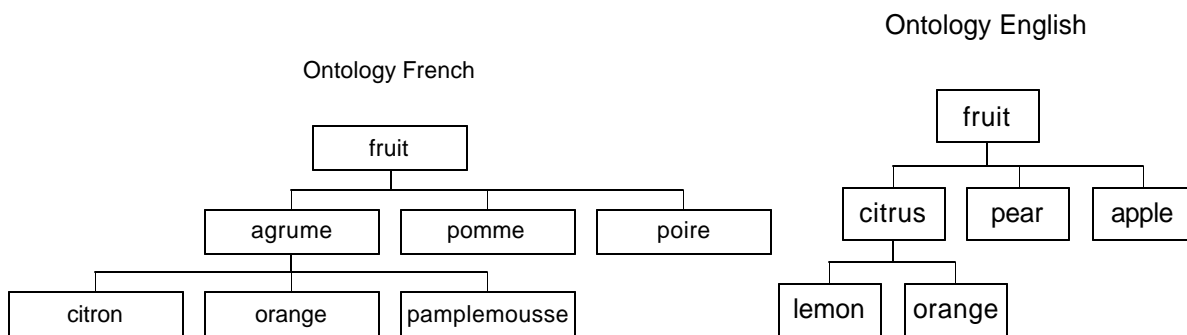 Ontology French
fruit
agrume pomme poire
citron orange pamplemousse
Ontology English
fruit
citrus pear apple
lemon orange